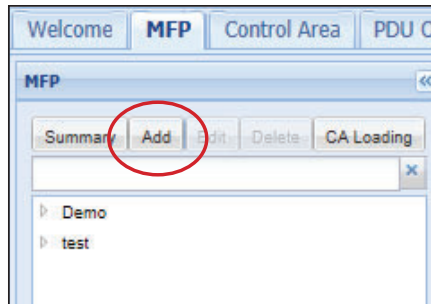 Welcome MFP Control Area PDU
MFP
Summary Add Edit Delete CA Loading
Demo
test